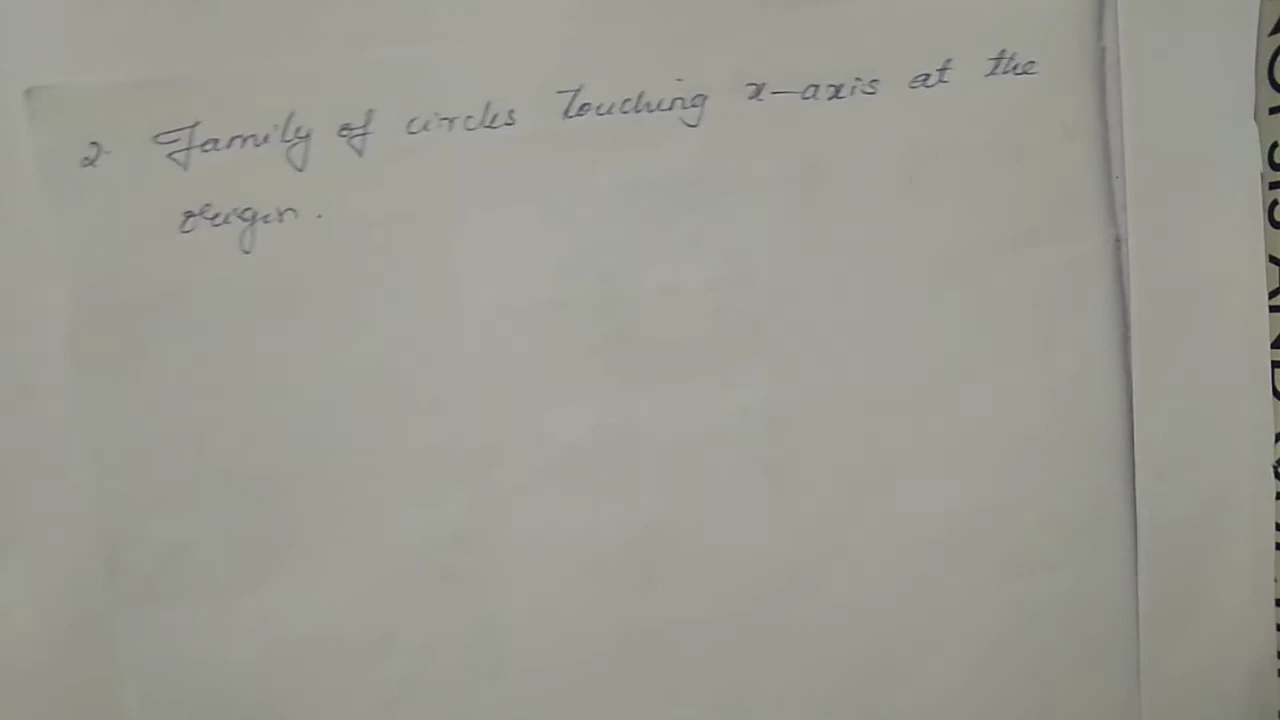 2. Family of circles touching x-axis at the
origin.